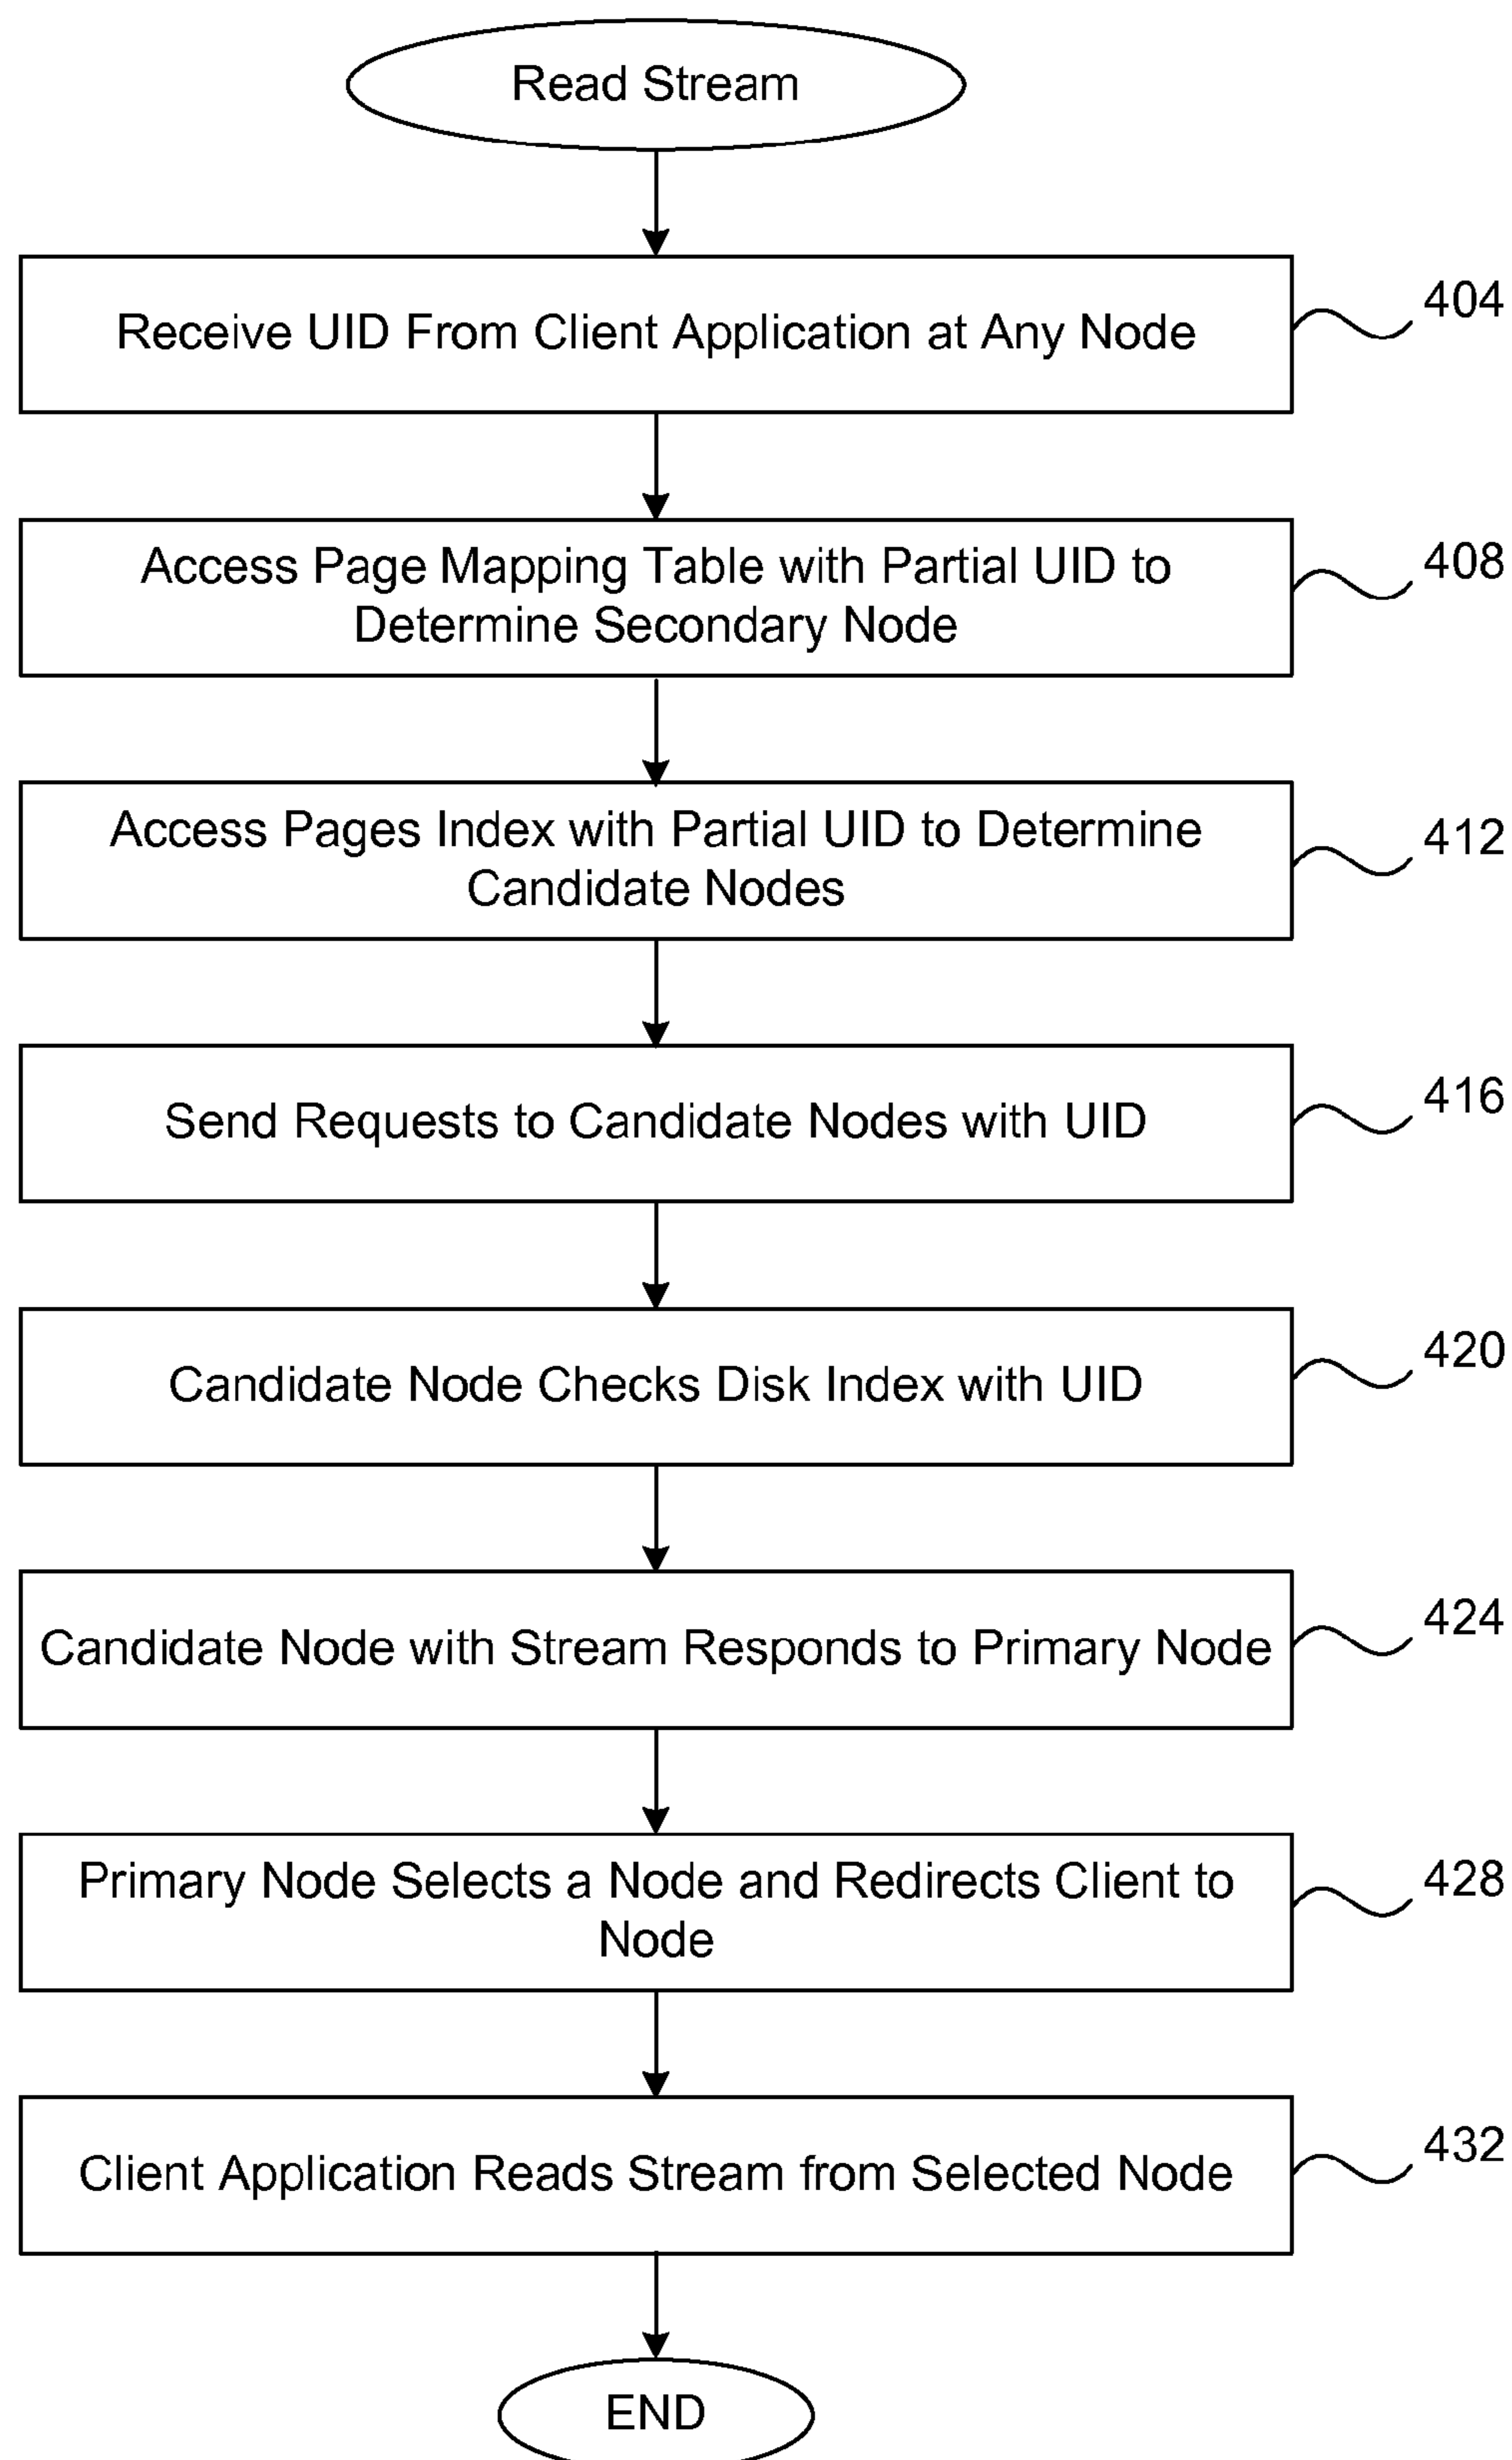 Read Stream
Receive UID From Client Application at Any Node
404
Access Page Mapping Table with Partial UID to
Determine Secondary Node
408
Access Pages Index with Partial UID to Determine
Candidate Nodes
412
Send Requests to Candidate Nodes with UID
416
Candidate Node Checks Disk Index with UID
420
Candidate Node with Stream Responds to Primary Node
424
Primary Node Selects a Node and Redirects Client to
Node
428
Client Application Reads Stream from Selected Node
432
END